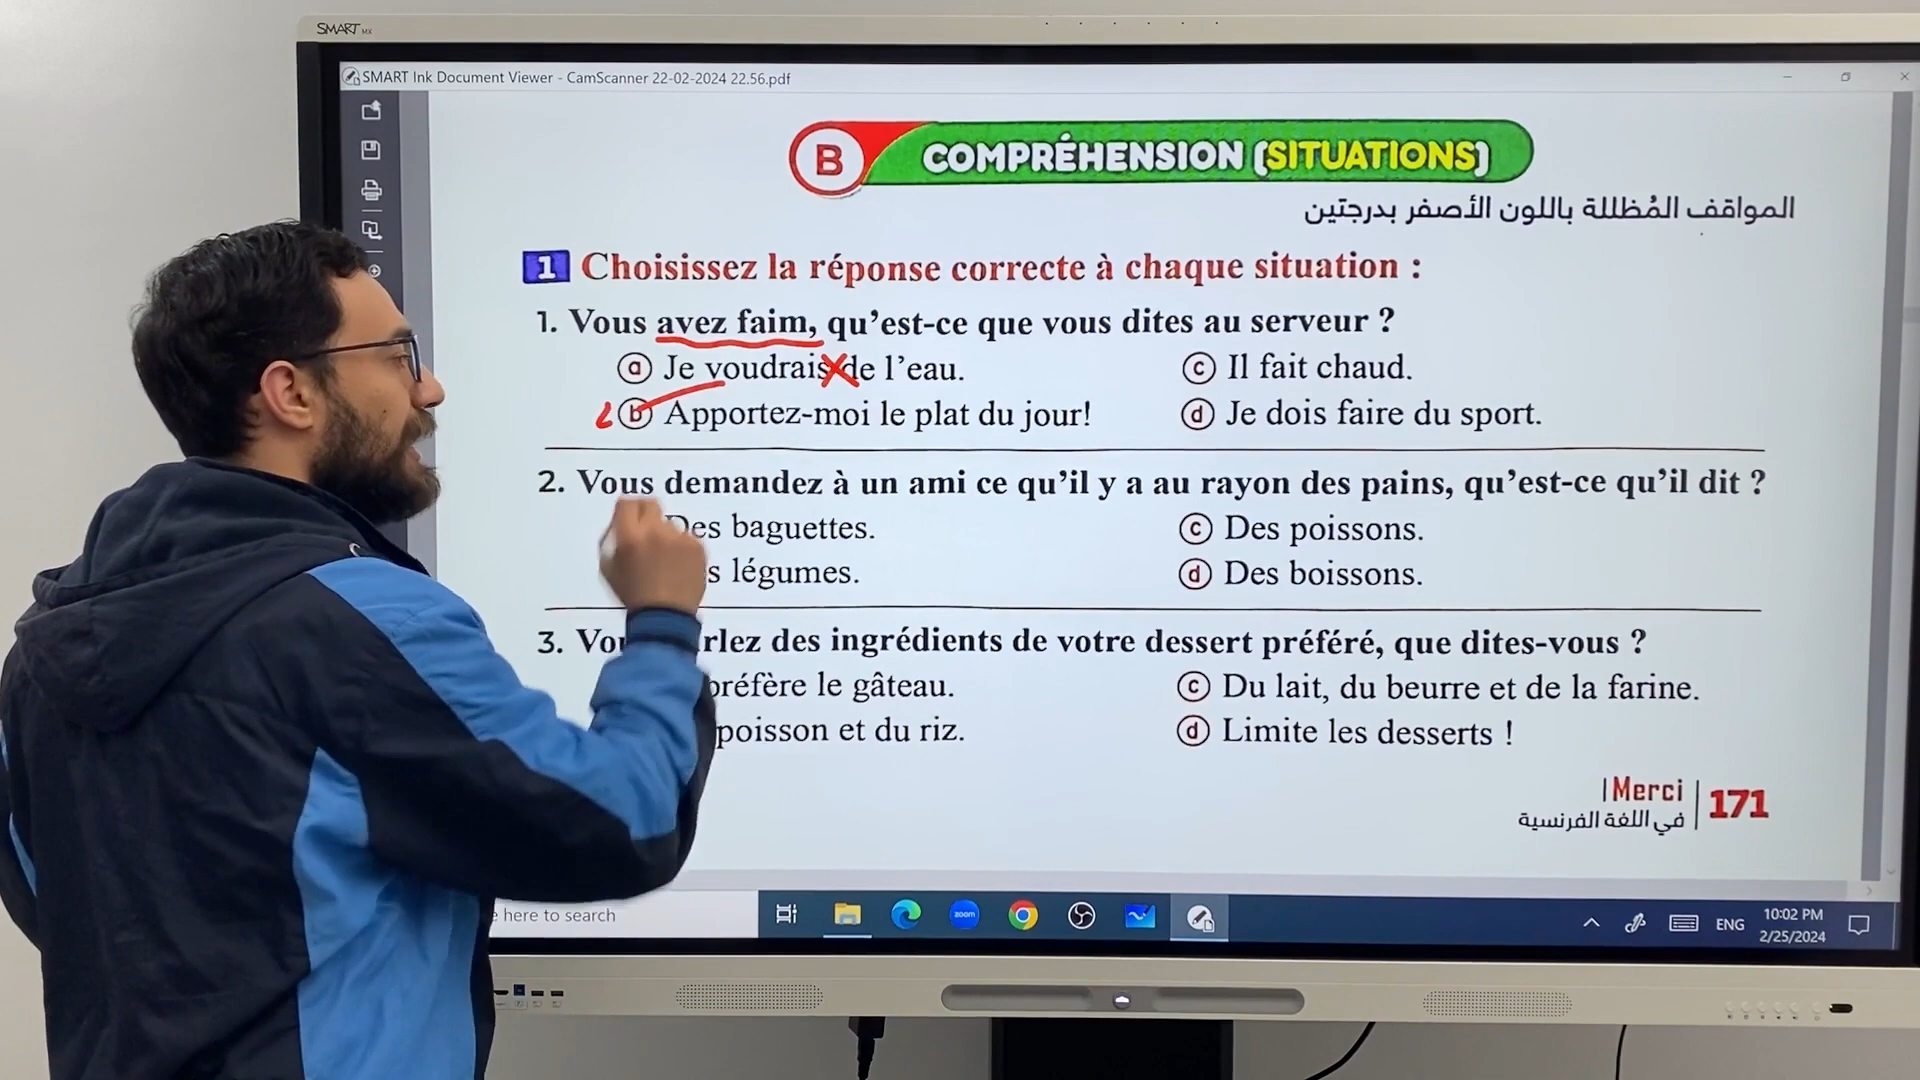 SMART MX
SMART Ink Document Viewer - CamScanner 22-02-2024 22.56.pdf
B COMPRÉHENSION (SITUATIONS)
المواقف المُظللة باللون الأصفر بدرجتين
1 Choisissez la réponse correcte à chaque situation :
1. Vous avez faim, qu'est-ce que vous dites au serveur ?
a Je voudrais de l'eau.
c Il fait chaud.
b Apportez-moi le plat du jour!
d Je dois faire du sport.
2. Vous demandez à un ami ce qu'il y a au rayon des pains, qu'est-ce qu'il dit ?
Des baguettes.
c Des poissons.
légumes.
d Des boissons.
3. des ingrédients de votre dessert préféré, que dites-vous ?
préfère le gâteau.
c Du lait, du beurre et de la farine.
poisson et du riz.
d Limite les desserts !
Merci
في اللغة الفرنسية
171
here to search
zoom
ENG
10:02 PM
2/25/2024